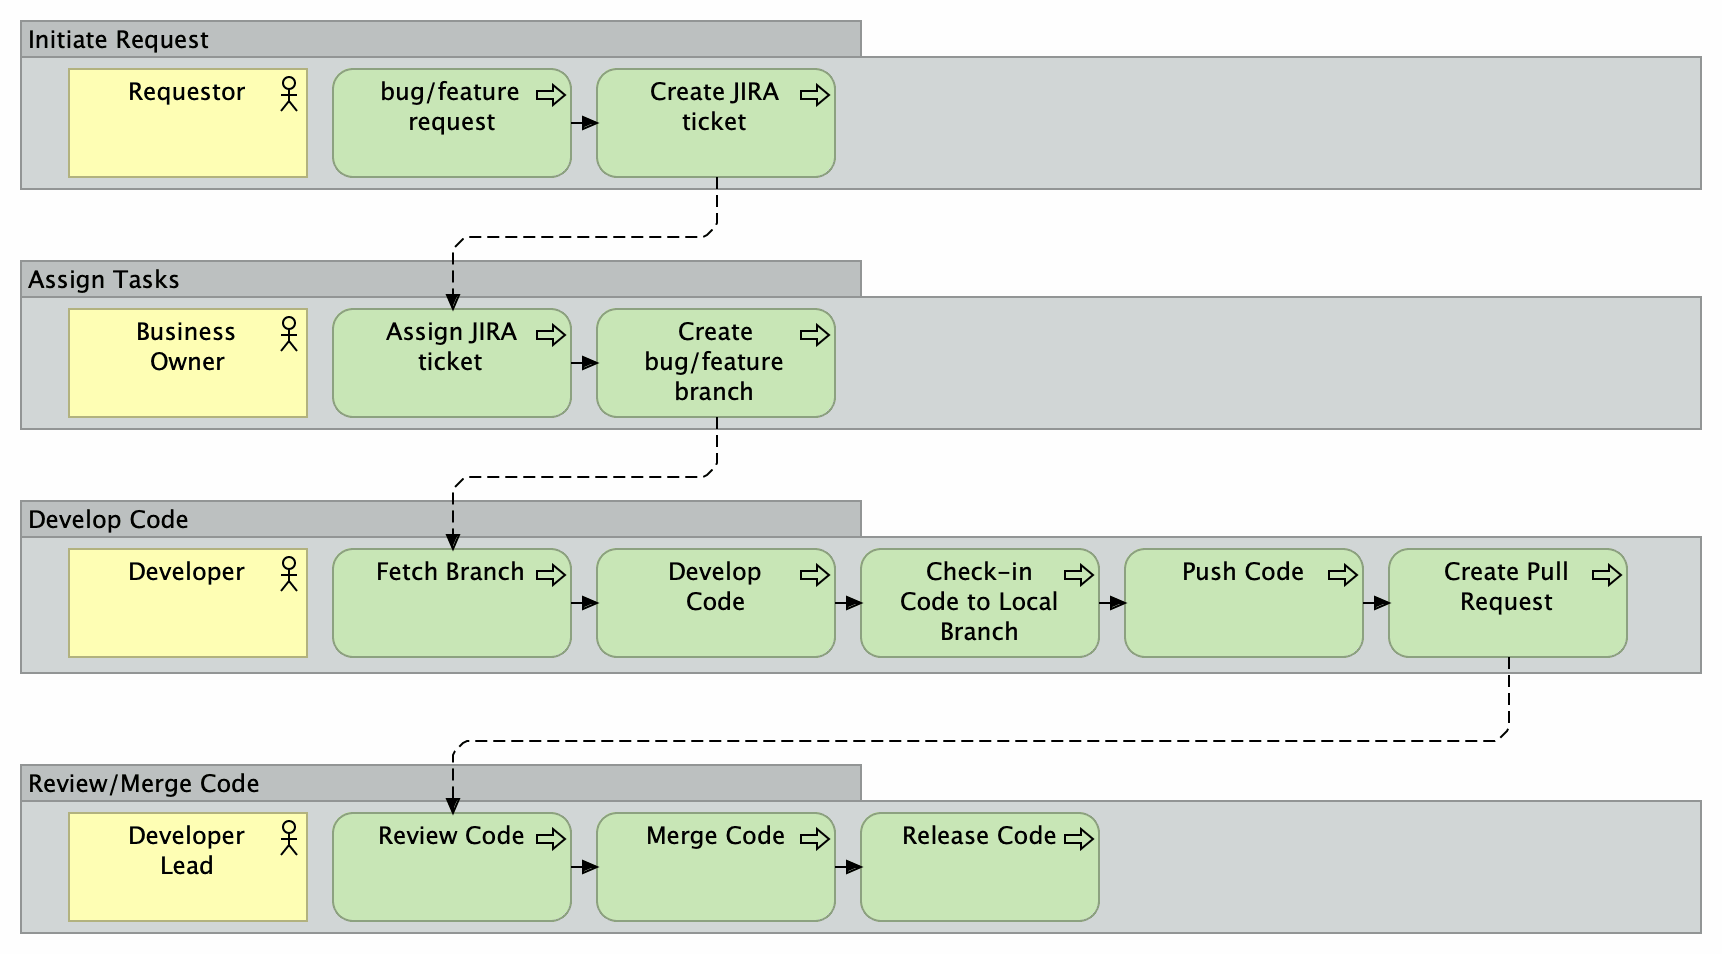 Initiate Request
Requestor
bug/feature
request
Create JIRA
ticket
Assign Tasks
Business
Owner
Assign JIRA
ticket
Create
bug/feature
branch
Develop Code
Developer
Fetch Branch
Develop
Code
Check-in
Code to Local
Branch
Push Code
Create Pull
Request
Review/Merge Code
Developer
Lead
Review Code
Merge Code
Release Code